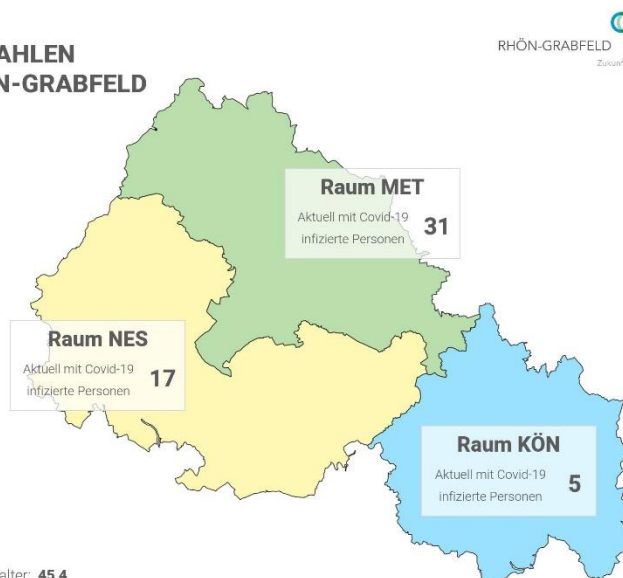 AHLEN
N-GRABFELD
RHÖN-GRABFELD
Zukun
Raum MET
Aktuell mit Covid-19
infizierte Personen
31
Raum NES
Aktuell mit Covid-19
infizierte Personen
17
Raum KÖN
Aktuell mit Covid-19
infizierte Personen
5
alter: 45,4